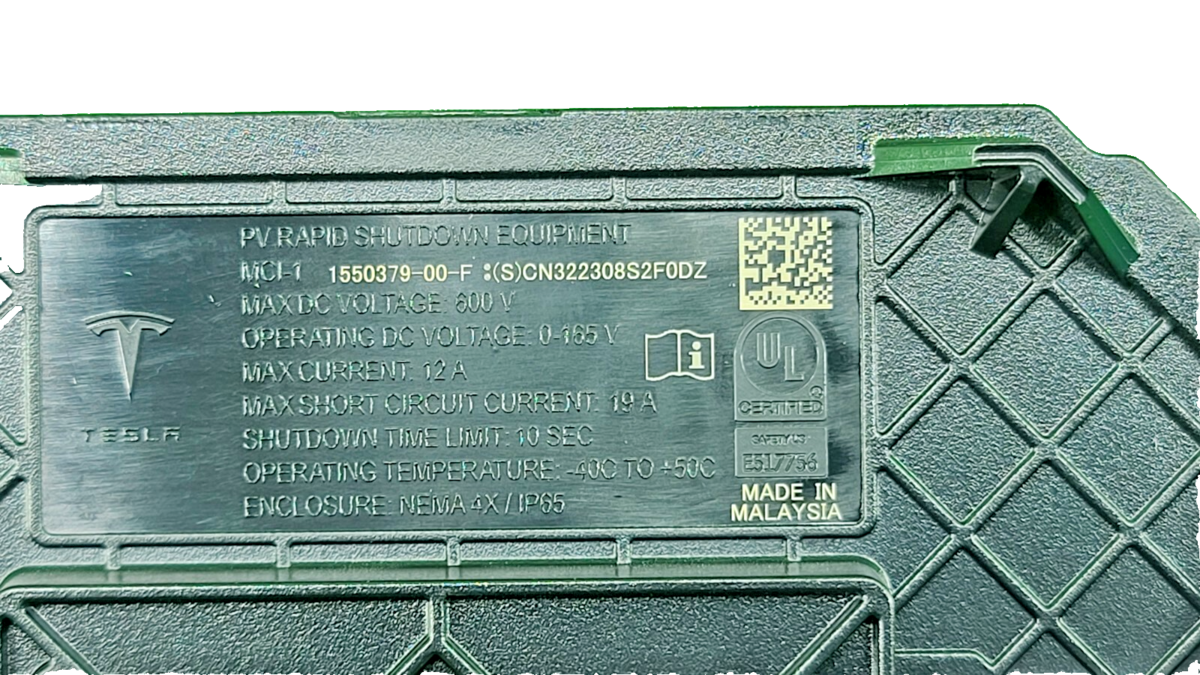 PV RAPID SHUTDOWN EQUIPMENT
MCI-1 1550379-00-F :(S)CN322308S2F0DZ
MAX DC VOLTAGE: 600 V
OPERATING DC VOLTAGE: 0-165 V
MAX CURRENT: 12 A
MAX SHORT CIRCUIT CURRENT: 19 A
SHUTDOWN TIME LIMIT: 10 SEC
OPERATING TEMPERATURE: -40C TO +50C
ENCLOSURE: NEMA 4X / IP65
TESLA
i
UL
®
CERTIFIED
SAFETY US
E517756
MADE IN
MALAYSIA